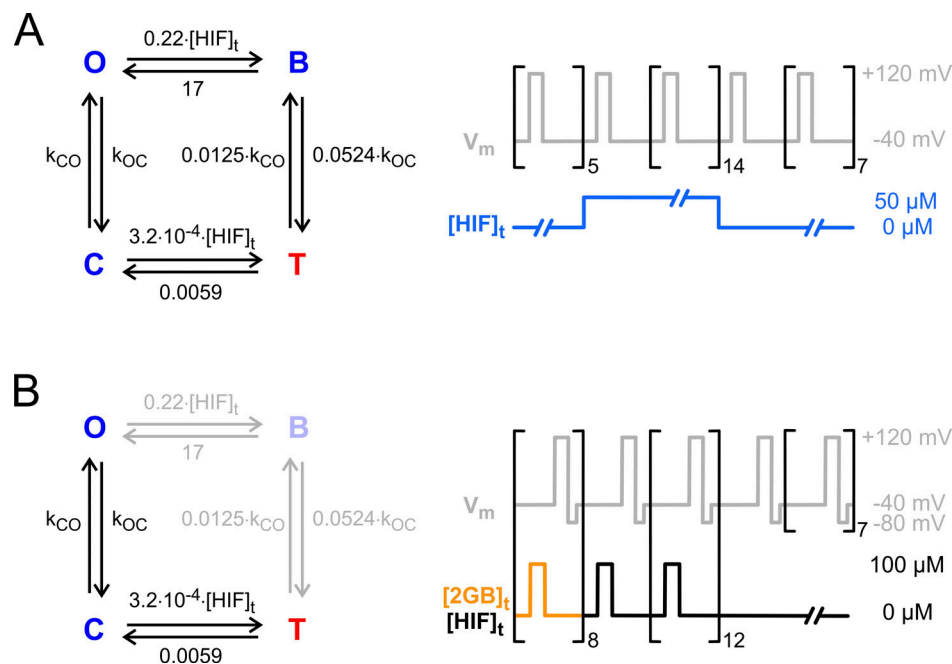 A
0.22·[HIF]t
O B
17
kCO kOC 0.0125·kCO 0.0524·kOC
3.2·10-4·[HIF]t
C T
0.0059
+120 mV
Vm
-40 mV
5 14 7
[HIF]t
50 µM
0 µM
B
0.22·[HIF]t
O B
17
kCO kOC 0.0125·kCO 0.0524·kOC
3.2·10-4·[HIF]t
C T
0.0059
+120 mV
Vm
-40 mV
-80 mV
7
100 µM
[2GB]t
[HIF]t
0 µM
8 12